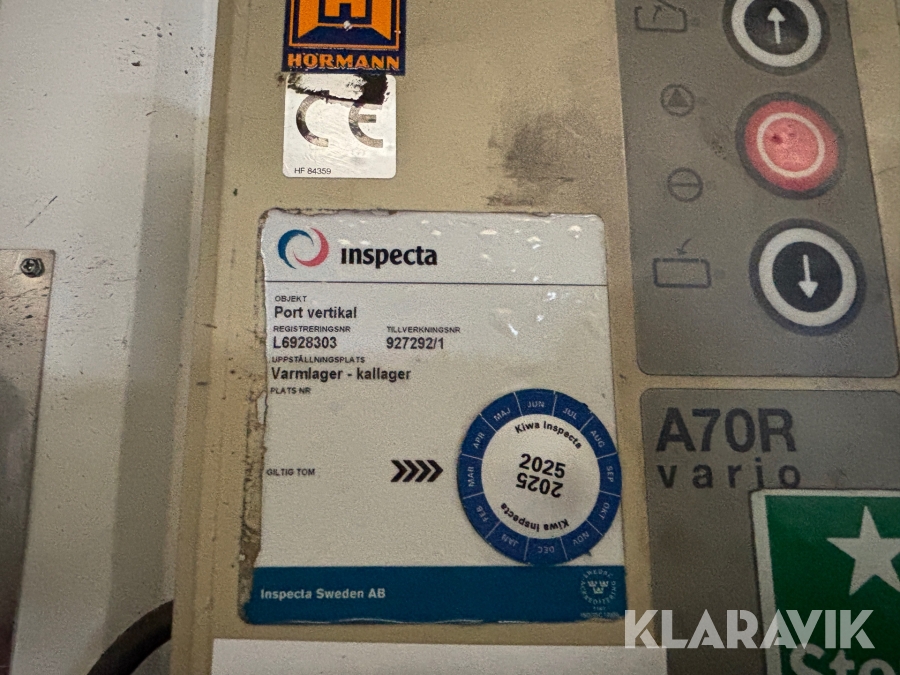 HÖRMANN
CE
HF 84359
inspecta
OBJEKT
Port vertikal
REGISTRERINGSNR TILLVERKNINGSNR
L6928303 927292/1
UPPSTÄLLNINGSPLATS
Varmlager - kallager
PLATS NR
GILTIG TOM
JAN FEB MAR APR MAJ JUN JUL AUG SEP OKT NOV DEC
Kiwa Inspecta
2025
2025
Kiwa Inspecta
Inspecta Sweden AB
A70R
vario
Sto
KLARAVIK